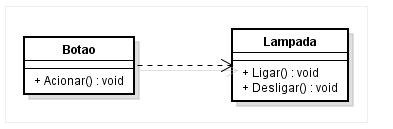 Botao
+ Acionar() : void
Lampada
+ Ligar() : void
+ Desligar() : void